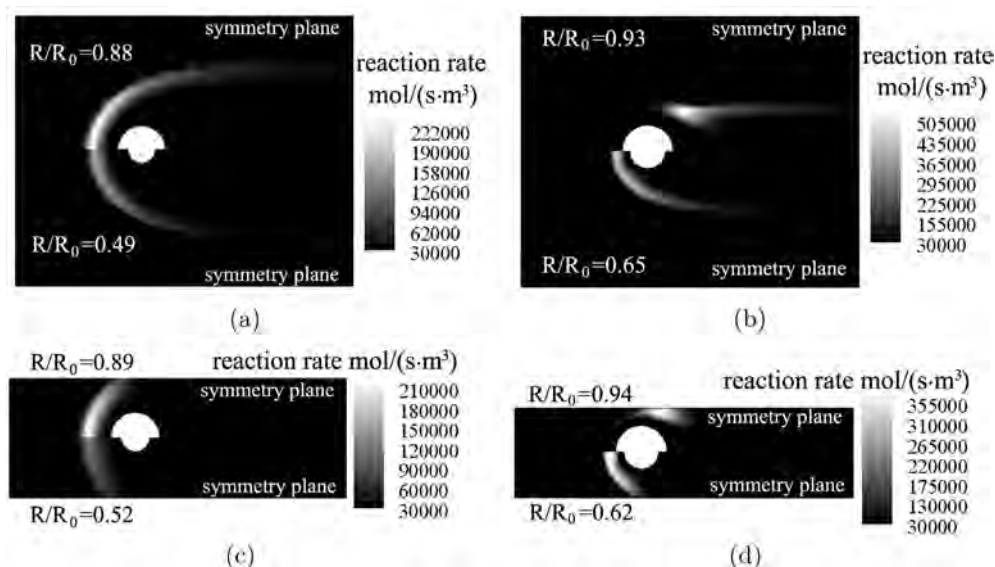 symmetry plane
R/R₀=0.88
reaction rate
mol/(s·m³)
222000
190000
158000
126000
94000
62000
30000
R/R₀=0.49
symmetry plane
(a)
symmetry plane
R/R₀=0.93
reaction rate
mol/(s·m³)
505000
435000
365000
295000
225000
155000
30000
R/R₀=0.65
symmetry plane
(b)
R/R₀=0.89
reaction rate mol/(s·m³)
symmetry plane
210000
180000
150000
120000
90000
60000
30000
symmetry plane
R/R₀=0.52
(c)
reaction rate mol/(s·m³)
R/R₀=0.94
symmetry plane
355000
310000
265000
220000
175000
130000
30000
symmetry plane
R/R₀=0.62
(d)